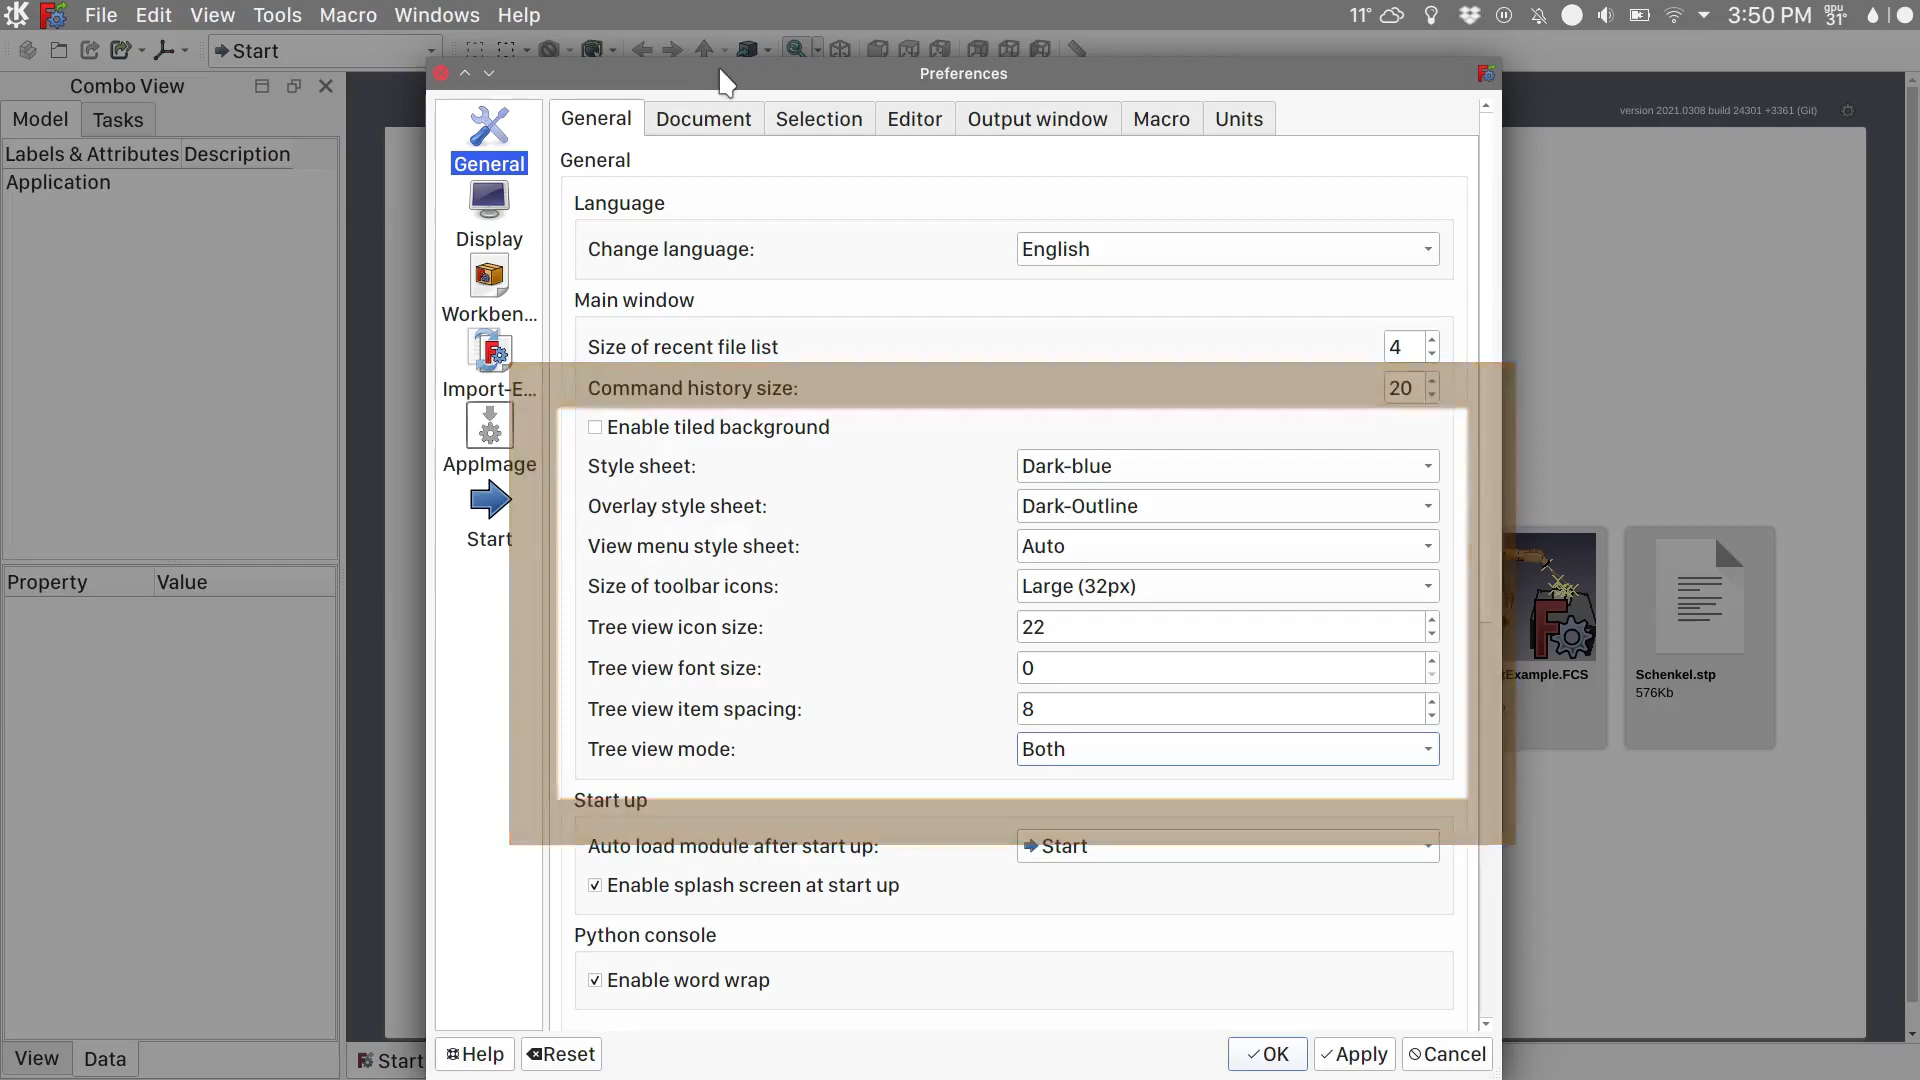 File Edit View Tools Macro Windows Help
11° gpu 31° 3:50 PM
Start
Preferences
Combo View
Model Tasks
Labels & Attributes Description
Application
Property Value
View Data
Start
General
Display
Workben...
Import-E...
AppImage
Start
General Document Selection Editor Output window Macro Units
General
Language
Change language: English
Main window
Size of recent file list 4
Command history size: 20
Enable tiled background
Style sheet: Dark-blue
Overlay style sheet: Dark-Outline
View menu style sheet: Auto
Size of toolbar icons: Large (32px)
Tree view icon size: 22
Tree view font size: 0
Tree view item spacing: 8
Tree view mode: Both
Start up
Auto load module after start up: Start
Enable splash screen at start up
Python console
Enable word wrap
Help Reset OK Apply Cancel
version 2021.0308 build 24301 +3361 (Git)
Example.FCS
Schenkel.stp
576Kb